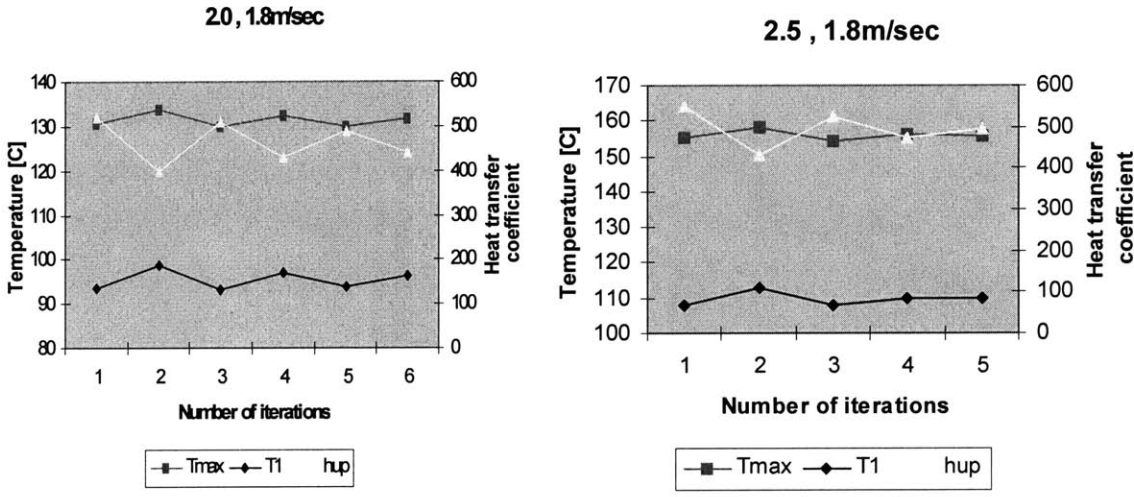 2.0 , 1.8m/sec
140
130
120
110
100
90
80
600
500
400
300
200
100
0
Temperature [C]
Heat transfer
coefficient
1 2 3 4 5 6
Number of iterations
Tmax T1 hup
2.5 , 1.8m/sec
170
160
150
140
130
120
110
100
600
500
400
300
200
100
0
Temperature [C]
Heat transfer
coefficient
1 2 3 4 5
Number of iterations
Tmax T1 hup